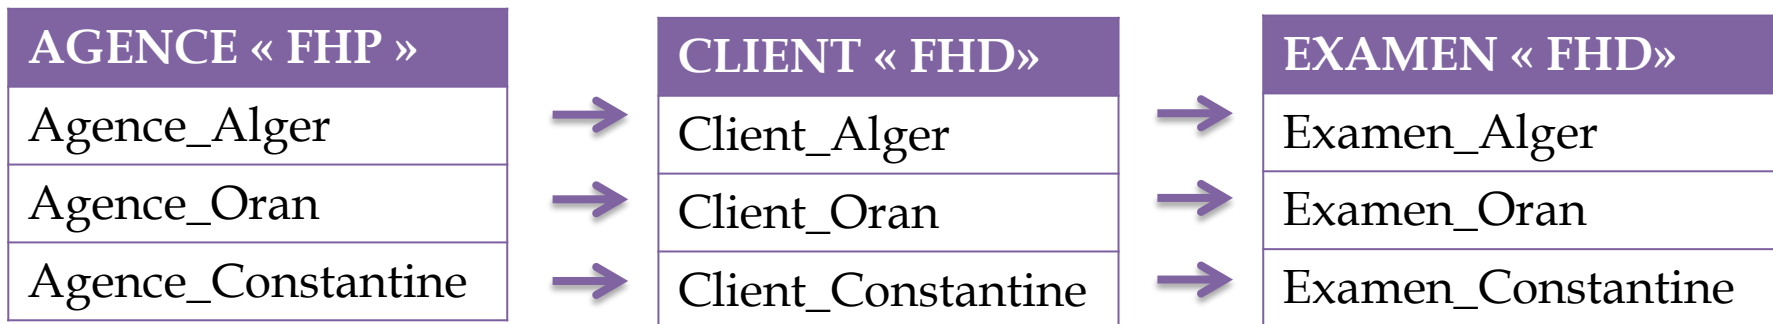 AGENCE « FHP »
Agence_Alger
Agence_Oran
Agence_Constantine
CLIENT « FHD»
Client_Alger
Client_Oran
Client_Constantine
EXAMEN « FHD»
Examen_Alger
Examen_Oran
Examen_Constantine